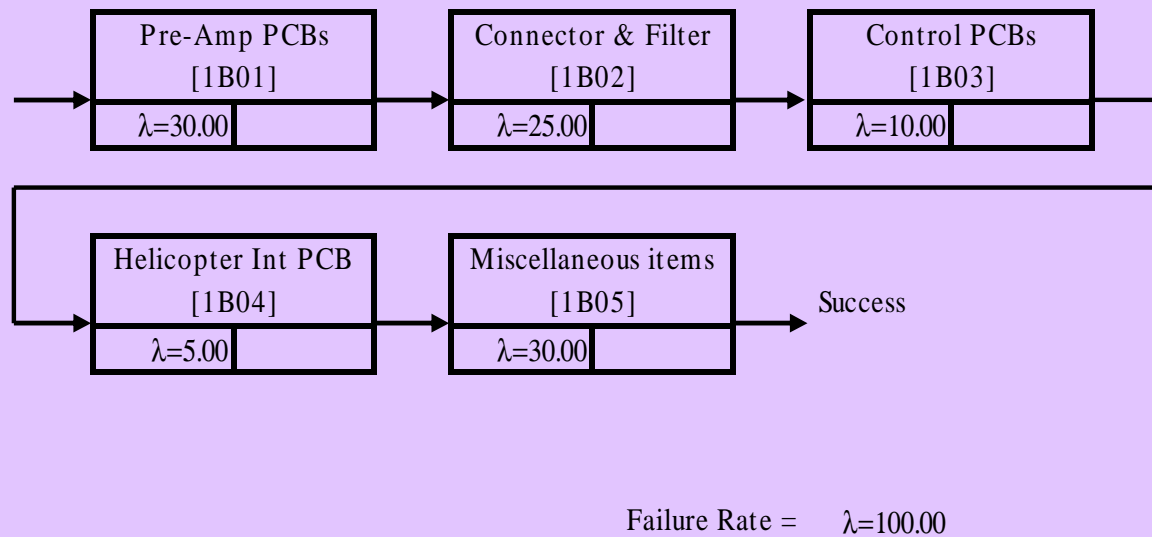 Pre-Amp PCBs
[1B01]
λ=30.00
Connector & Filter
[1B02]
λ=25.00
Control PCBs
[1B03]
λ=10.00
Helicopter Int PCB
[1B04]
λ=5.00
Miscellaneous items
[1B05]
λ=30.00
Success
Failure Rate = λ=100.00